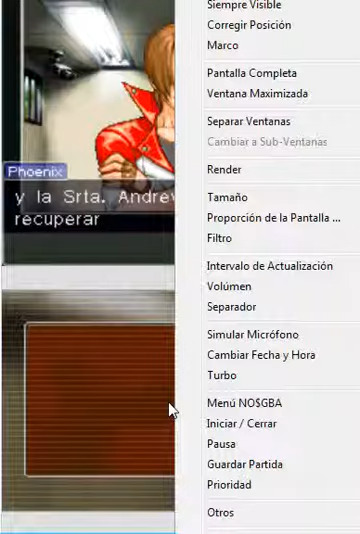 Phoenix
y la Srta. Andrew
recuperar
Siempre Visible
Corregir Posición
Marco
Pantalla Completa
Ventana Maximizada
Separar Ventanas
Cambiar a Sub-Ventanas
Render
Tamaño
Proporción de la Pantalla ...
Filtro
Intervalo de Actualización
Volúmen
Separador
Simular Micrófono
Cambiar Fecha y Hora
Turbo
Menú NO$GBA
Iniciar / Cerrar
Pausa
Guardar Partida
Prioridad
Otros